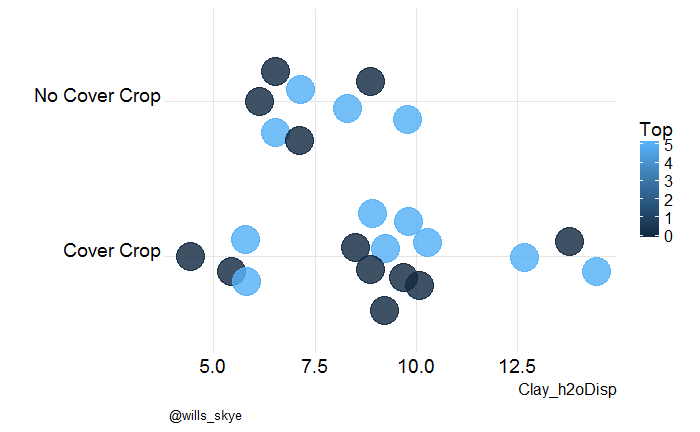 No Cover Crop
Cover Crop
5.0 7.5 10.0 12.5
Clay_h2oDisp
@wills_skye
Top
5
4
3
2
1
0